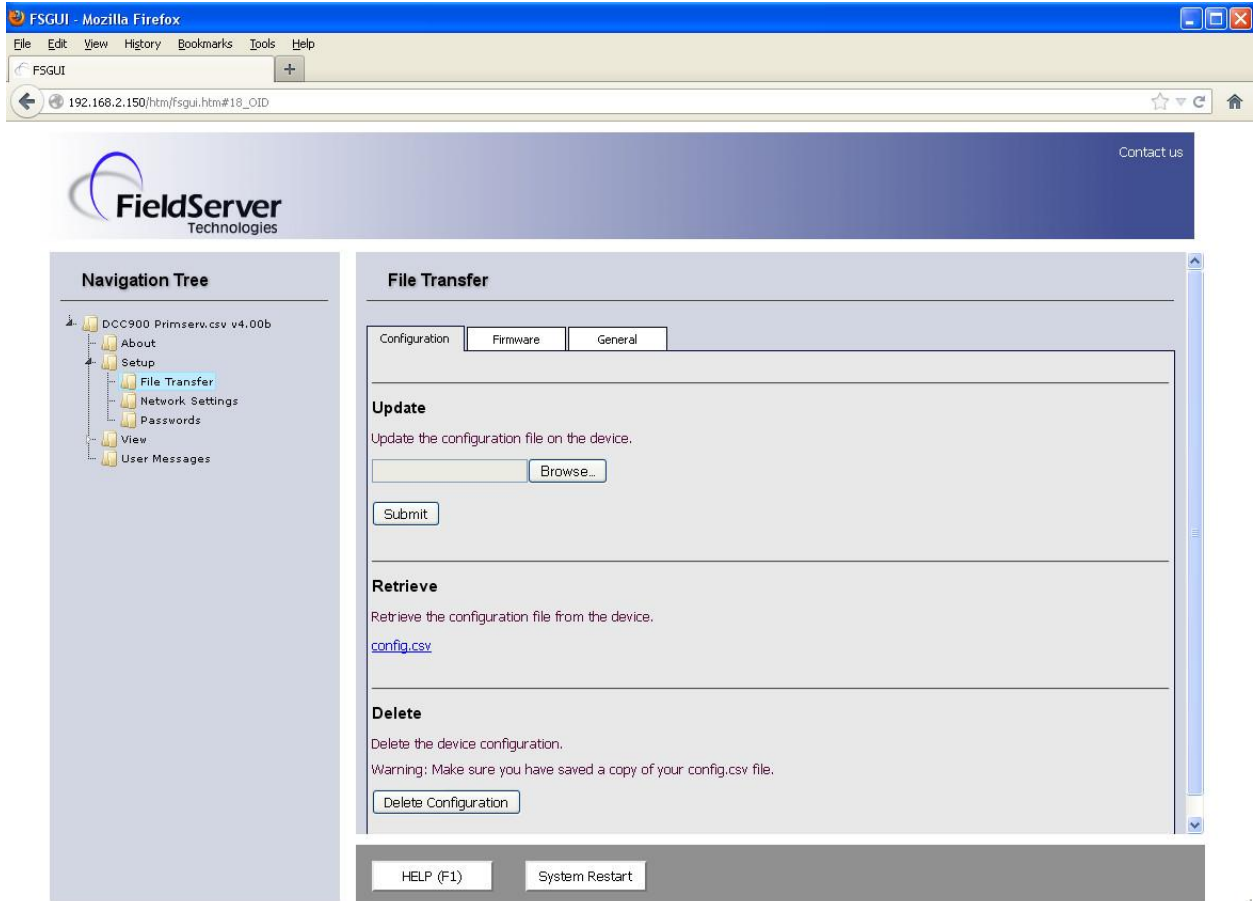 FSGUI - Mozilla Firefox
File Edit View History Bookmarks Tools Help
FSGUI
192.168.2.150/htm/fsgui.htm#18_OID
Contact us
FieldServer
Technologies
Navigation Tree
DCC900 Primserv.csv v4.00b
About
Setup
File Transfer
Network Settings
Passwords
View
User Messages
File Transfer
Configuration Firmware General
Update
Update the configuration file on the device.
Browse...
Submit
Retrieve
Retrieve the configuration file from the device.
config.csv
Delete
Delete the device configuration.
Warning: Make sure you have saved a copy of your config.csv file.
Delete Configuration
HELP (F1) System Restart